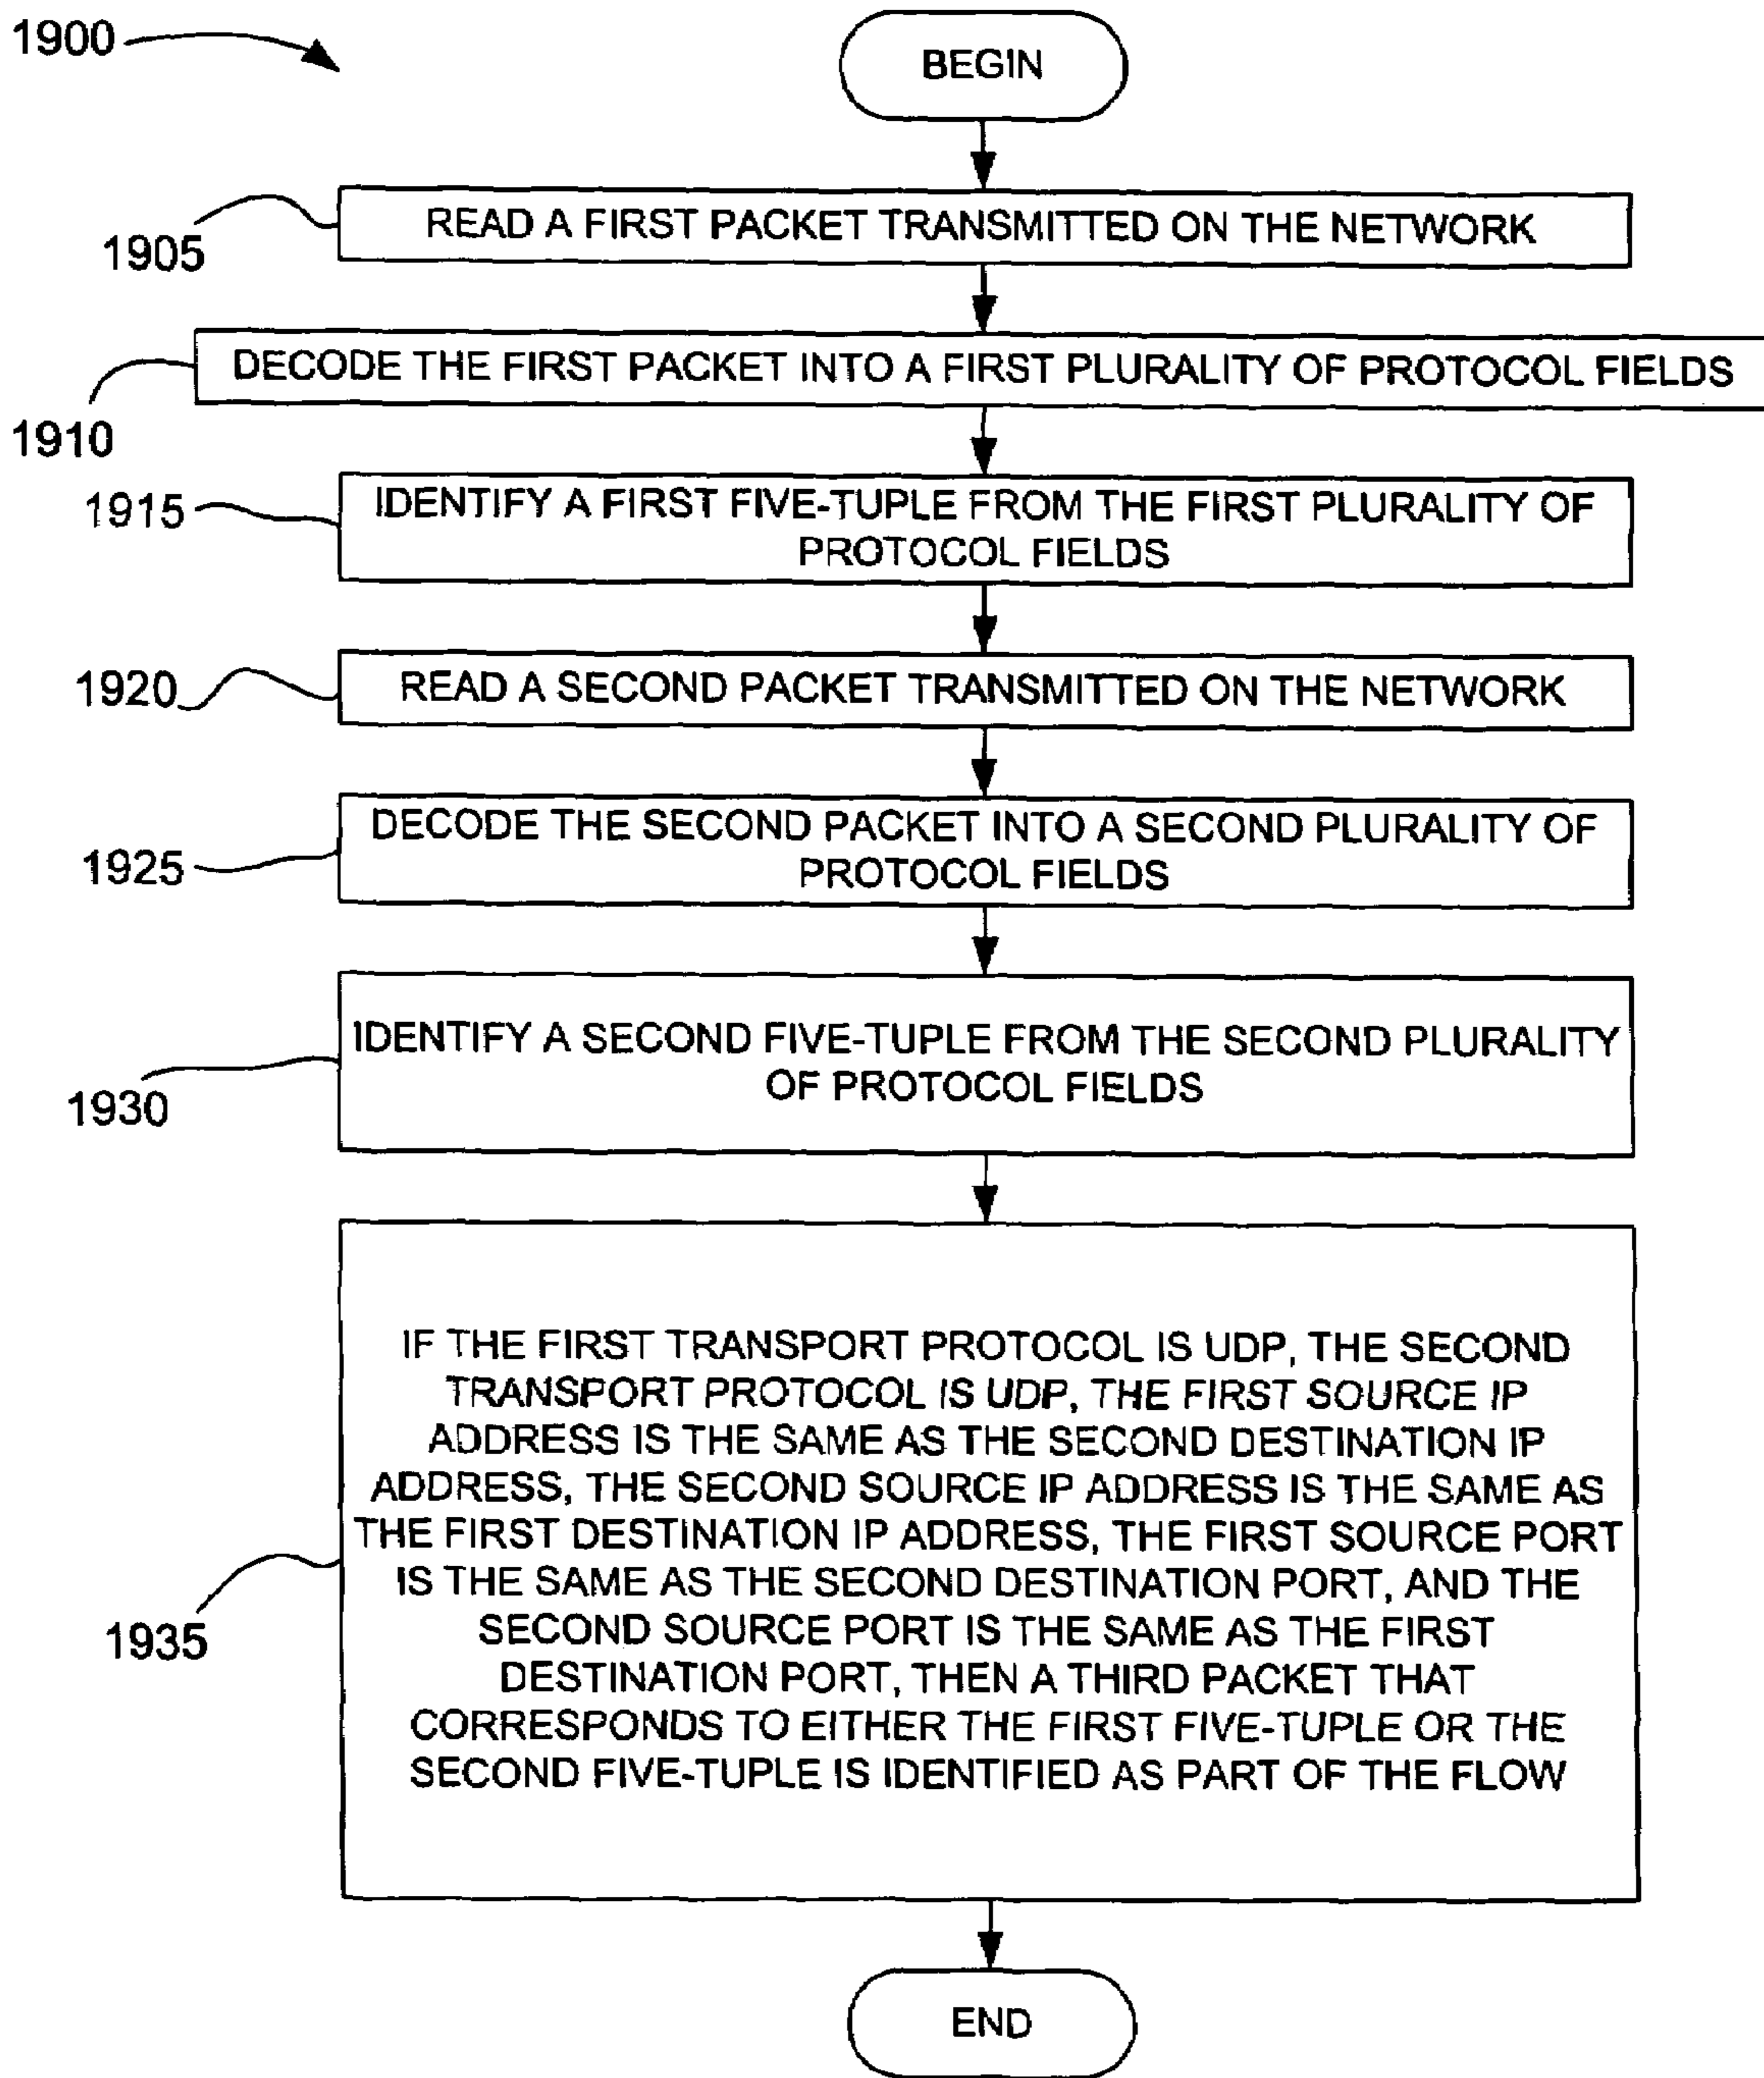 1900
BEGIN
READ A FIRST PACKET TRANSMITTED ON THE NETWORK
1905
DECODE THE FIRST PACKET INTO A FIRST PLURALITY OF PROTOCOL FIELDS
1910
IDENTIFY A FIRST FIVE-TUPLE FROM THE FIRST PLURALITY OF
PROTOCOL FIELDS
1915
READ A SECOND PACKET TRANSMITTED ON THE NETWORK
1920
DECODE THE SECOND PACKET INTO A SECOND PLURALITY OF
PROTOCOL FIELDS
1925
IDENTIFY A SECOND FIVE-TUPLE FROM THE SECOND PLURALITY
OF PROTOCOL FIELDS
1930
IF THE FIRST TRANSPORT PROTOCOL IS UDP, THE SECOND
TRANSPORT PROTOCOL IS UDP, THE FIRST SOURCE IP
ADDRESS IS THE SAME AS THE SECOND DESTINATION IP
ADDRESS, THE SECOND SOURCE IP ADDRESS IS THE SAME AS
THE FIRST DESTINATION IP ADDRESS, THE FIRST SOURCE PORT
IS THE SAME AS THE SECOND DESTINATION PORT, AND THE
SECOND SOURCE PORT IS THE SAME AS THE FIRST
DESTINATION PORT, THEN A THIRD PACKET THAT
CORRESPONDS TO EITHER THE FIRST FIVE-TUPLE OR THE
SECOND FIVE-TUPLE IS IDENTIFIED AS PART OF THE FLOW
1935
END